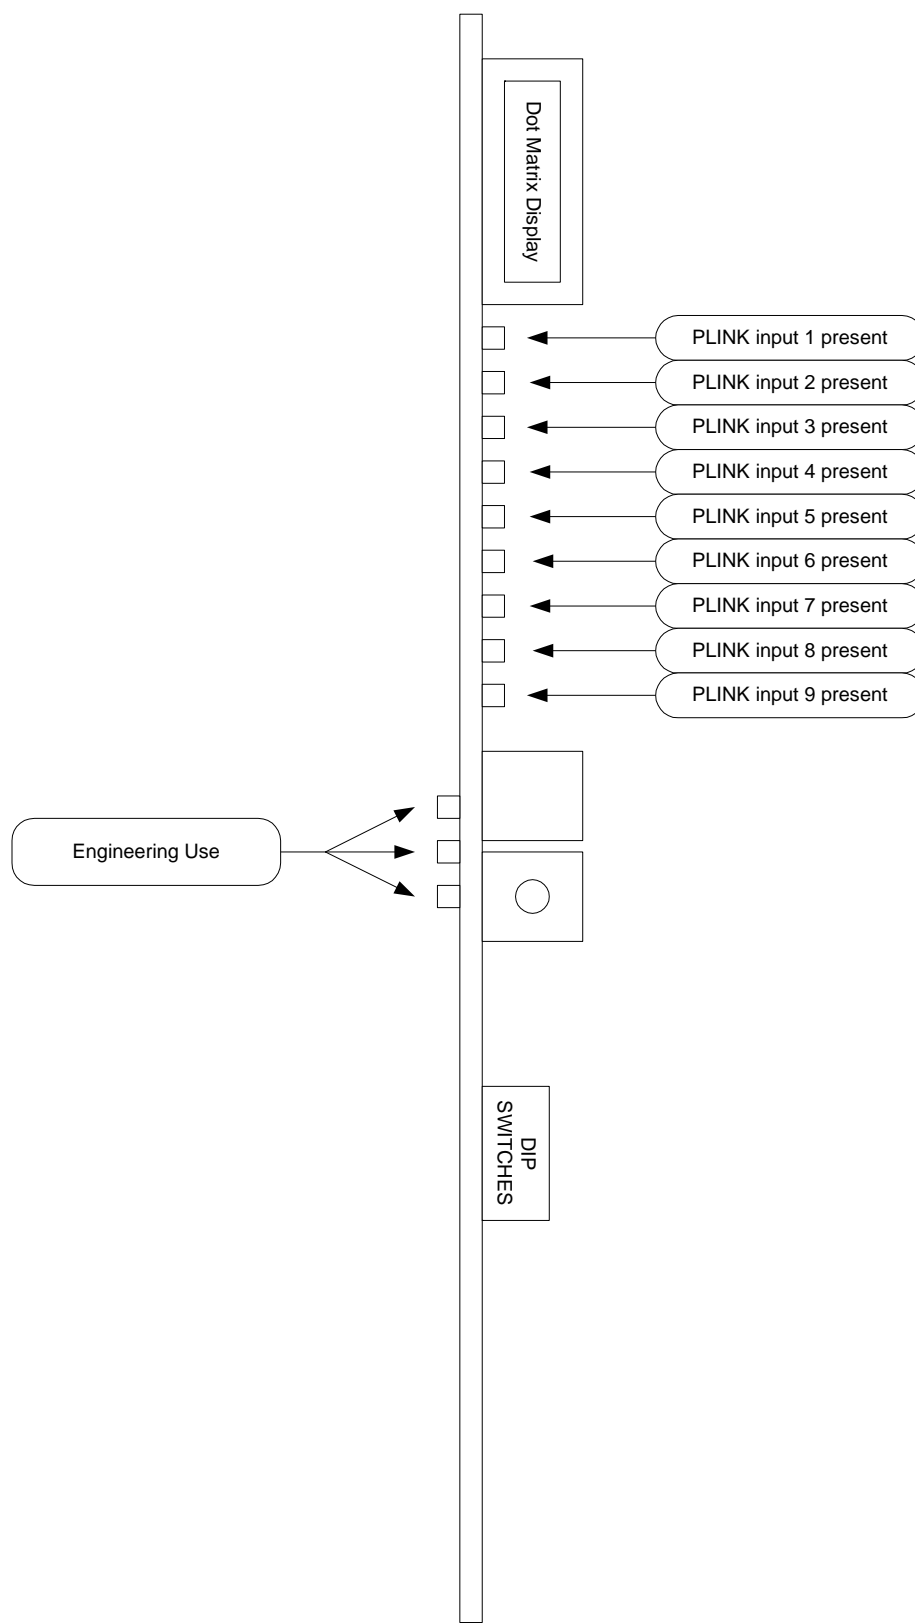 Dot Matrix Display
PLINK input 1 present
PLINK input 2 present
PLINK input 3 present
PLINK input 4 present
PLINK input 5 present
PLINK input 6 present
PLINK input 7 present
PLINK input 8 present
PLINK input 9 present
Engineering Use
DIP
SWITCHES